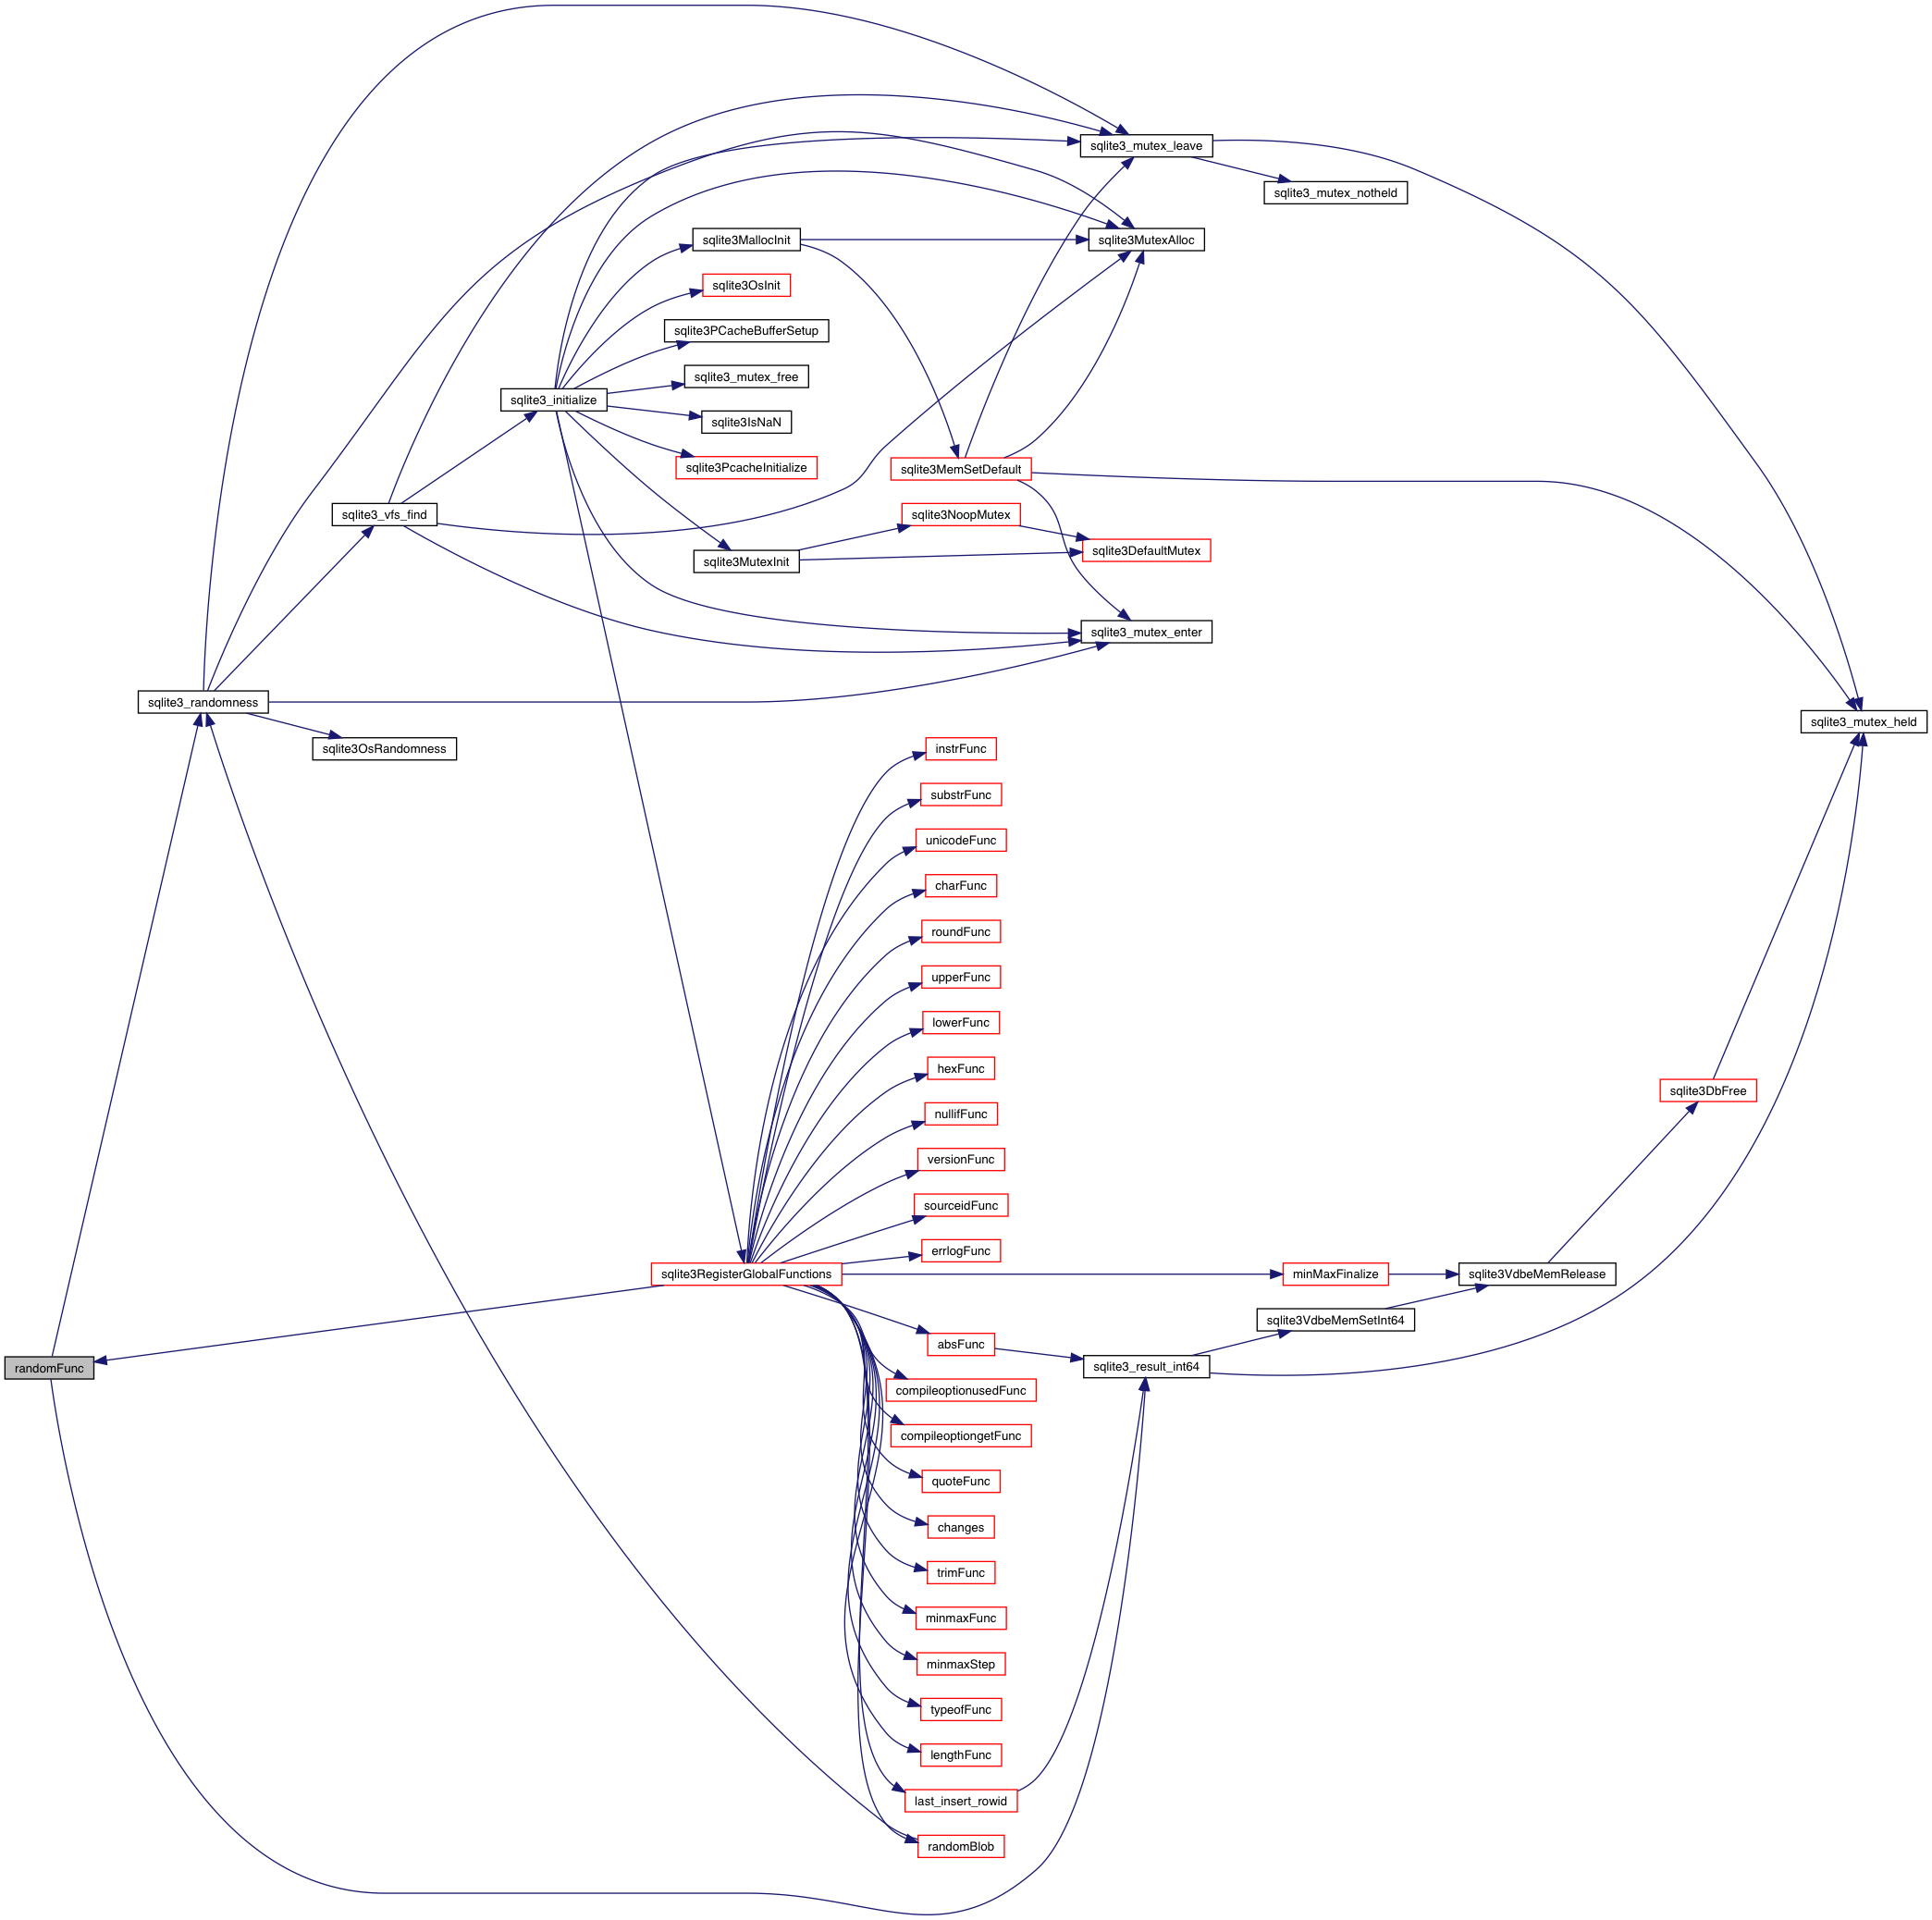 sqlite3_mutex_leave
sqlite3_mutex_notheld
sqlite3MallocInit
sqlite3MutexAlloc
sqlite3OsInit
sqlite3PCacheBufferSetup
sqlite3_mutex_free
sqlite3_initialize
sqlite3IsNaN
sqlite3PcacheInitialize
sqlite3MemSetDefault
sqlite3_vfs_find
sqlite3NoopMutex
sqlite3DefaultMutex
sqlite3MutexInit
sqlite3_mutex_enter
sqlite3_randomness
sqlite3_mutex_held
sqlite3OsRandomness
instrFunc
substrFunc
unicodeFunc
charFunc
roundFunc
upperFunc
lowerFunc
hexFunc
sqlite3DbFree
nullifFunc
versionFunc
sourceidFunc
errlogFunc
sqlite3RegisterGlobalFunctions
minMaxFinalize
sqlite3VdbeMemRelease
sqlite3VdbeMemSetInt64
absFunc
randomFunc
sqlite3_result_int64
compileoptionusedFunc
compileoptiongetFunc
quoteFunc
changes
trimFunc
minmaxFunc
minmaxStep
typeofFunc
lengthFunc
last_insert_rowid
randomBlob